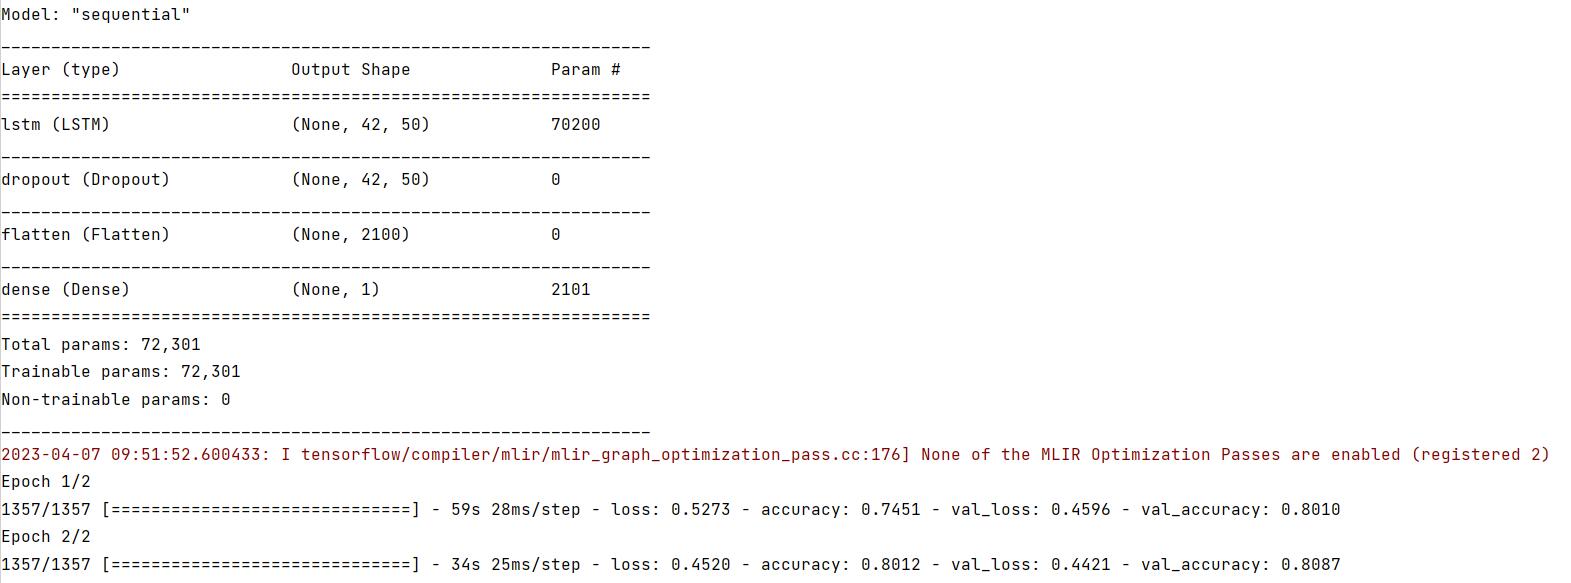 Model: "sequential"
_________________________________________________________________
Layer (type)                 Output Shape              Param #
=================================================================
lstm (LSTM)                  (None, 42, 50)            70200
_________________________________________________________________
dropout (Dropout)            (None, 42, 50)            0
_________________________________________________________________
flatten (Flatten)            (None, 2100)              0
_________________________________________________________________
dense (Dense)                (None, 1)                 2101
=================================================================
Total params: 72,301
Trainable params: 72,301
Non-trainable params: 0
_________________________________________________________________
2023-04-07 09:51:52.600433: I tensorflow/compiler/mlir/mlir_graph_optimization_pass.cc:176] None of the MLIR Optimization Passes are enabled (registered 2)
Epoch 1/2
1357/1357 [==============================] - 59s 28ms/step - loss: 0.5273 - accuracy: 0.7451 - val_loss: 0.4596 - val_accuracy: 0.8010
Epoch 2/2
1357/1357 [==============================] - 34s 25ms/step - loss: 0.4520 - accuracy: 0.8012 - val_loss: 0.4421 - val_accuracy: 0.8087